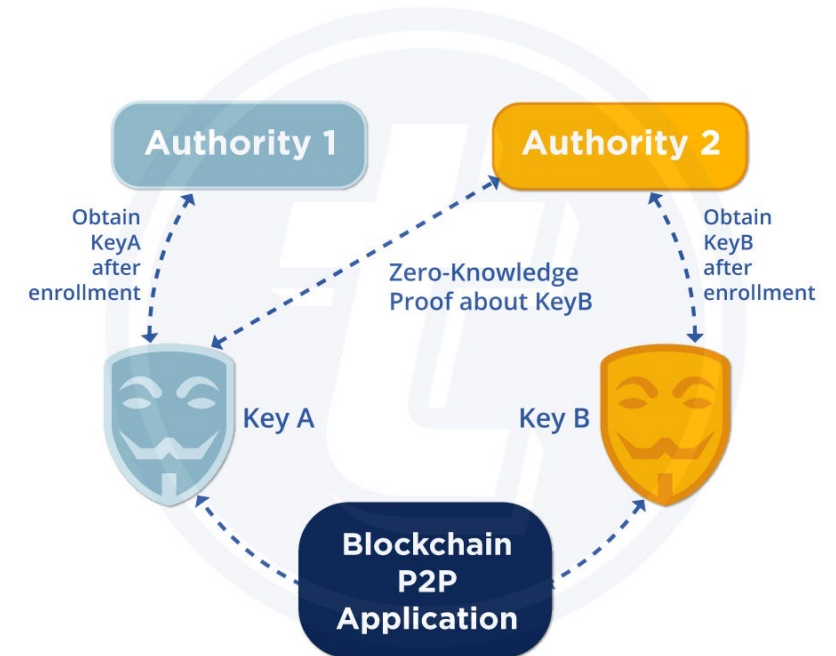 Authority 1
Authority 2
Obtain
KeyA
after
enrollment
Zero-Knowledge
Proof about KeyB
Obtain
KeyB
after
enrollment
Key A
Key B
Blockchain
P2P
Application